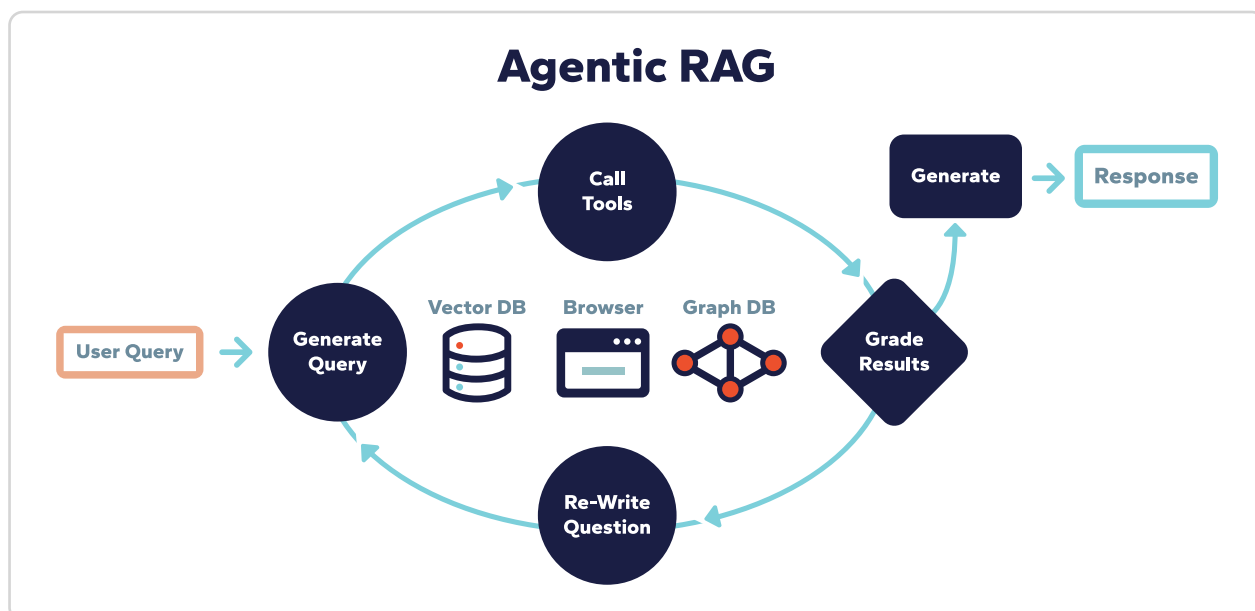 Agentic RAG
Call
Tools
Generate
Response
Vector DB
Browser
Graph DB
User Query
Generate
Query
Grade
Results
Re-Write
Question